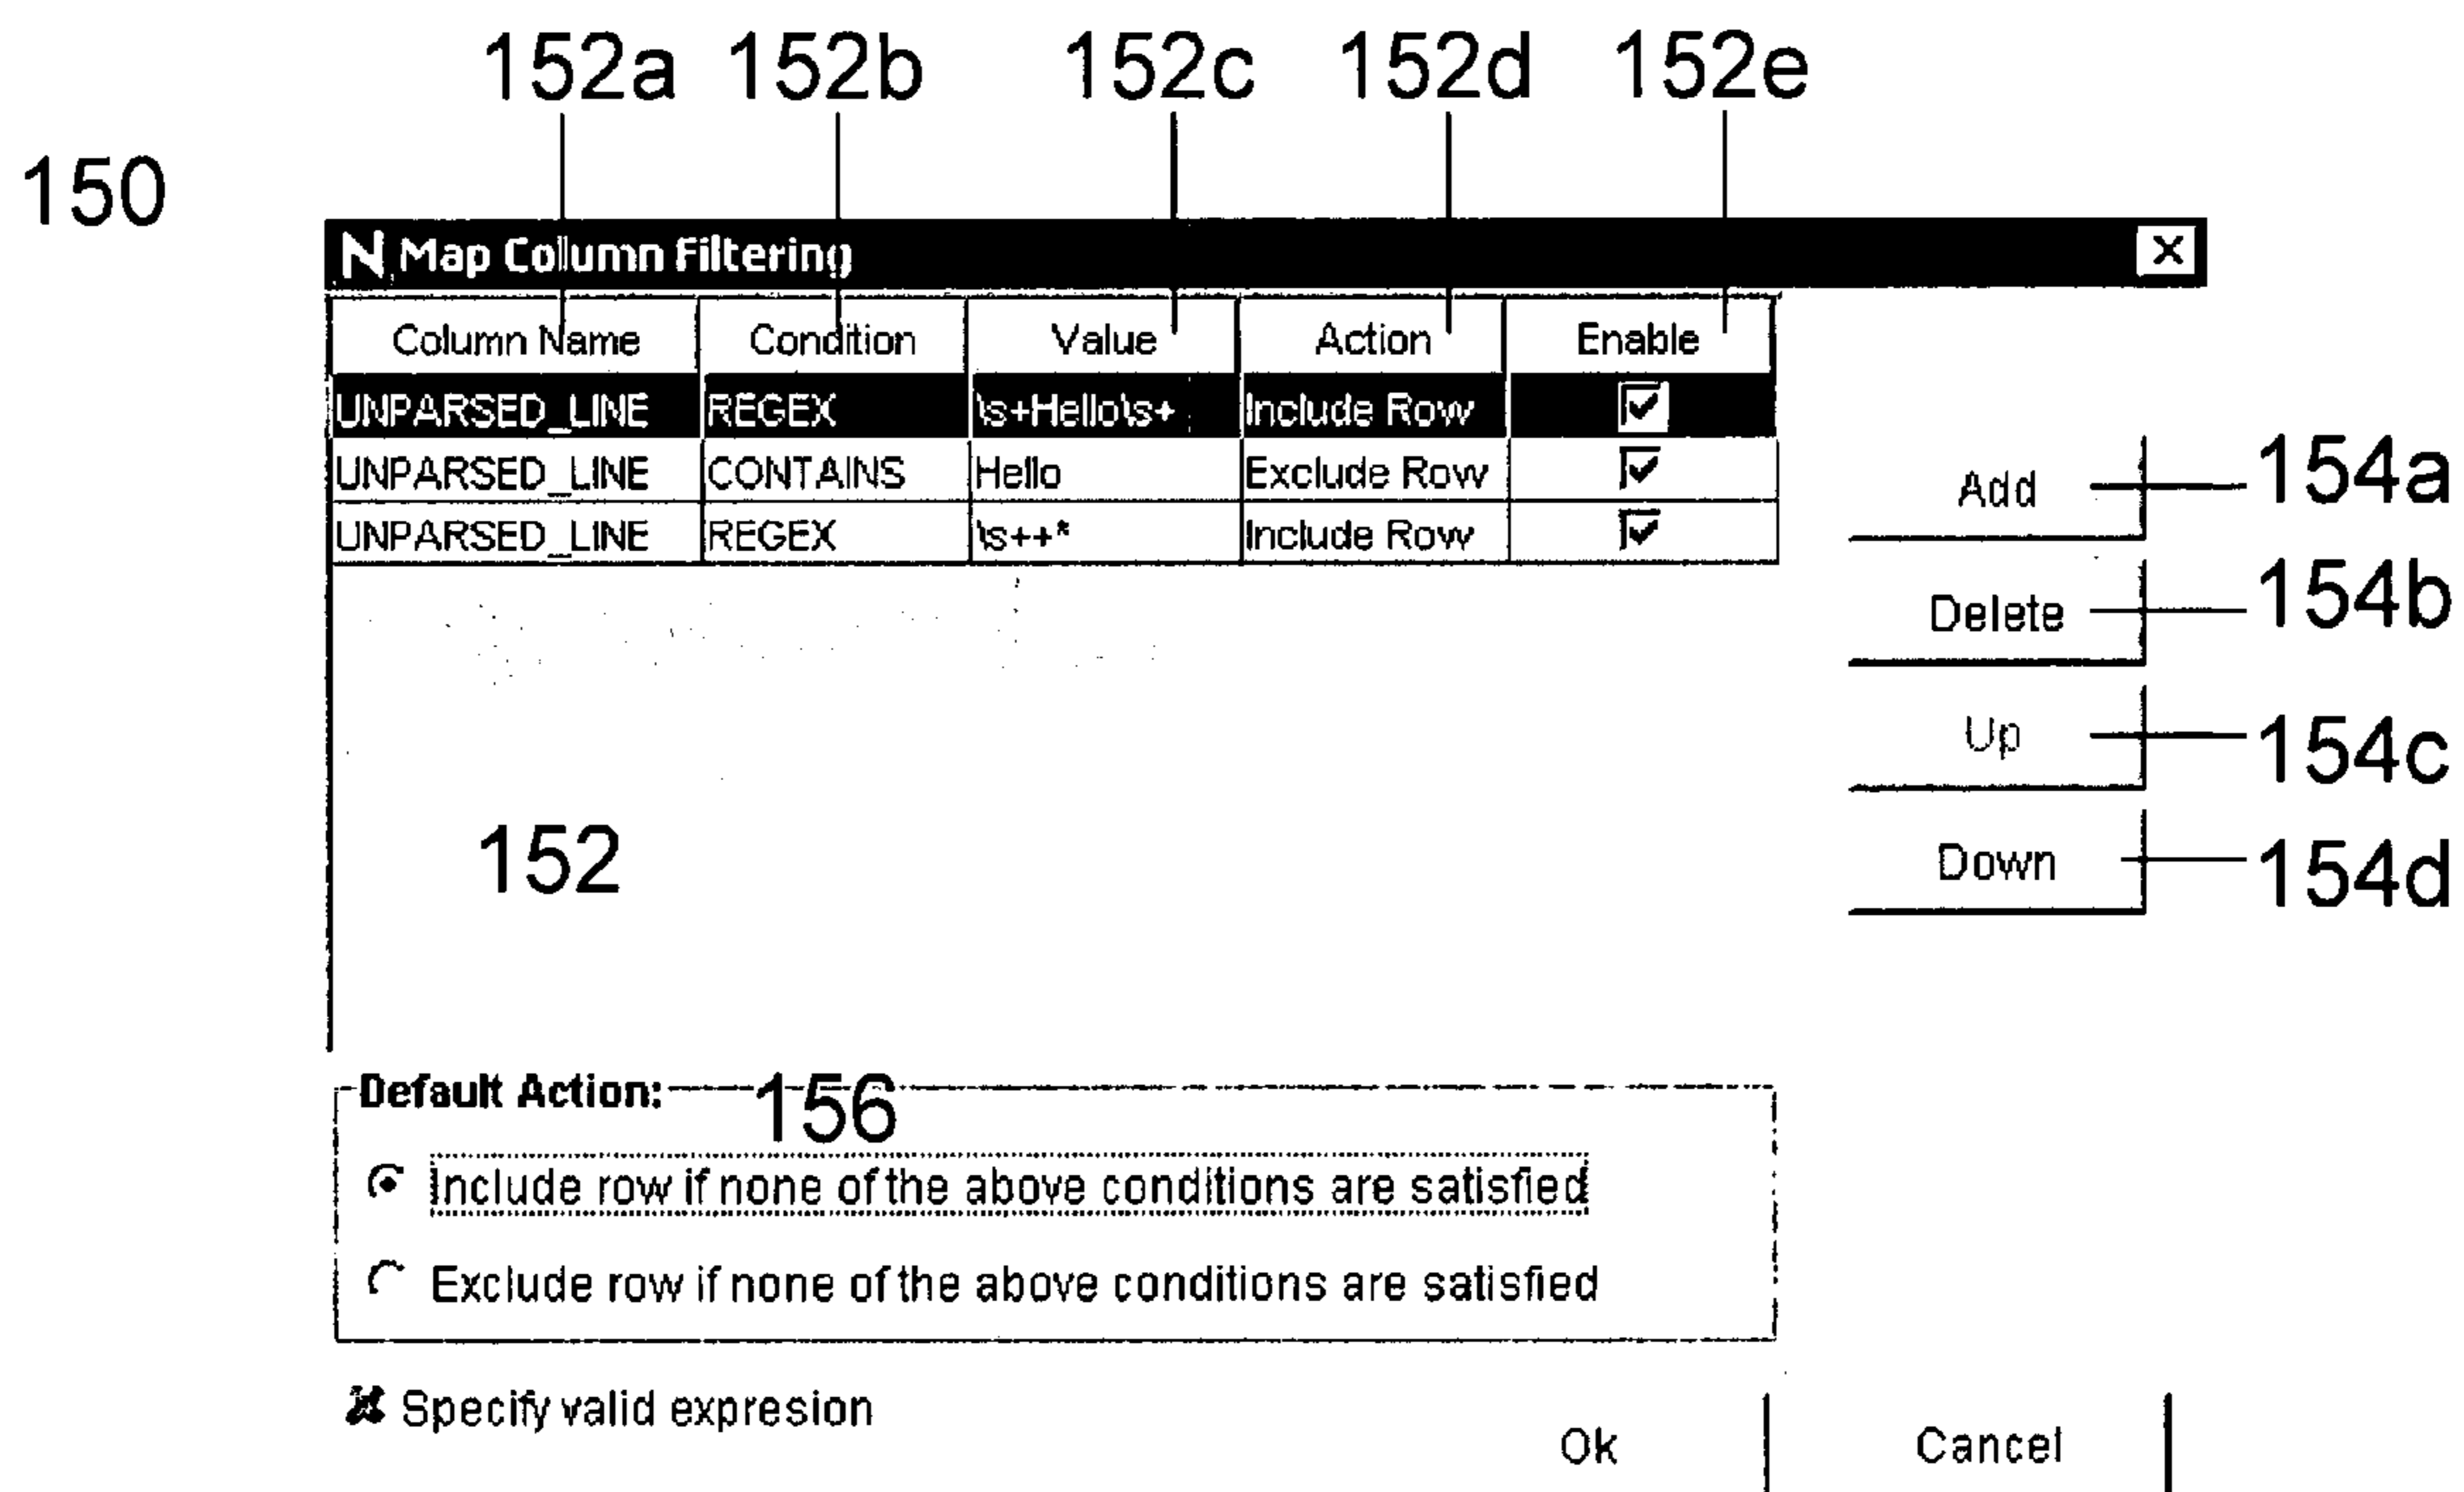 152a 152b 152c 152d 152e
150
N Map Column Filtering X
Column Name Condition Value Action Enable
UNPARSED_LINE REGEX \s+Hello\s+ Include Row
UNPARSED_LINE CONTAINS Hello Exclude Row
UNPARSED_LINE REGEX \s++* Include Row
Add 154a
Delete 154b
Up 154c
Down 154d
152
Default Action: 156
Include row if none of the above conditions are satisfied
Exclude row if none of the above conditions are satisfied
Specify valid expresion
Ok Cancel